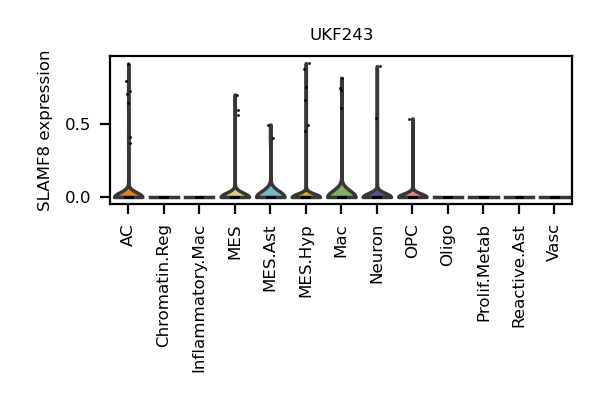 UKF243
SLAMF8 expression
0.5
0.0
AC
Chromatin.Reg
Inflammatory.Mac
MES
MES.Ast
MES.Hyp
Mac
Neuron
OPC
Oligo
Prolif.Metab
Reactive.Ast
Vasc